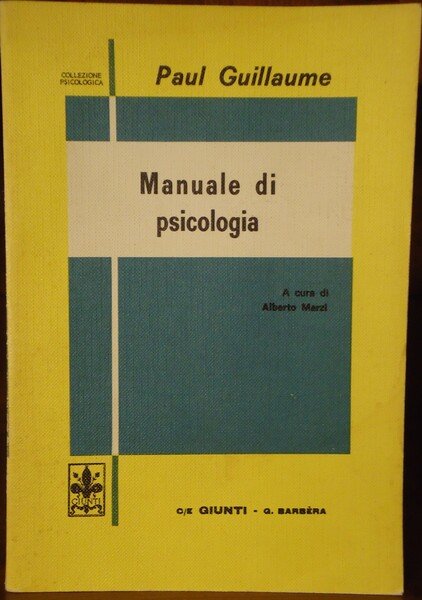 COLLEZIONE
PSICOLOGICA
Paul Guillaume
Manuale di
psicologia
A cura di
Alberto Marzi
GIUNTI
C/E GIUNTI - G. BARBÈRA